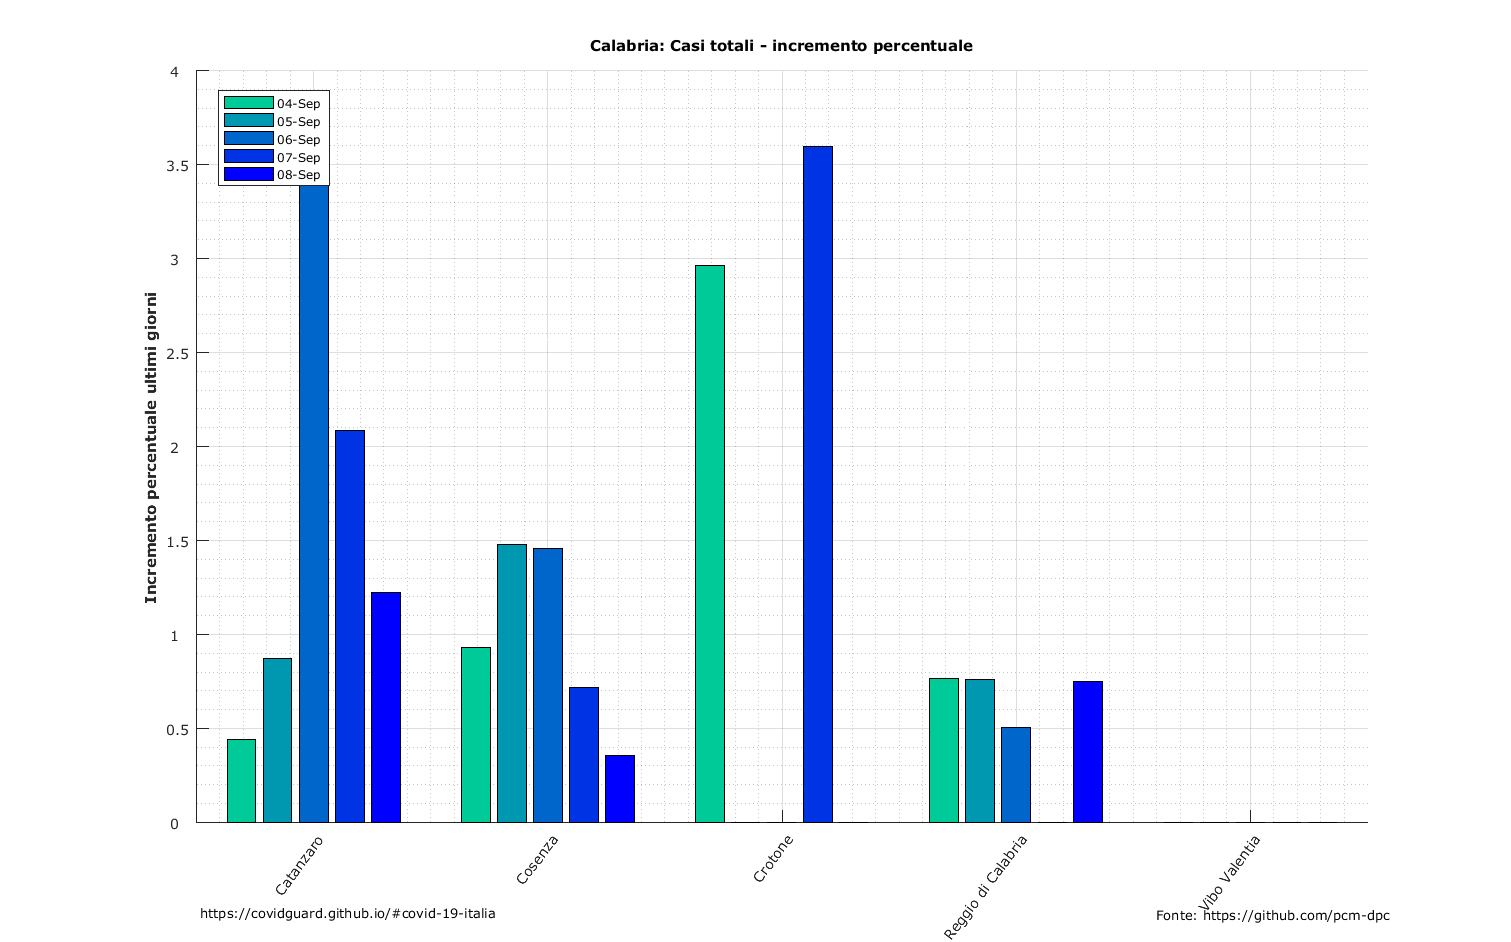 Calabria: Casi totali - incremento percentuale
Incremento percentuale ultimi giorni
4
3.5
3
2.5
2
1.5
1
0.5
0
04-Sep
05-Sep
06-Sep
07-Sep
08-Sep
Catanzaro
Cosenza
Crotone
Reggio di Calabria
Vibo Valentia
https://covidguard.github.io/#covid-19-italia
Fonte: https://github.com/pcm-dpc